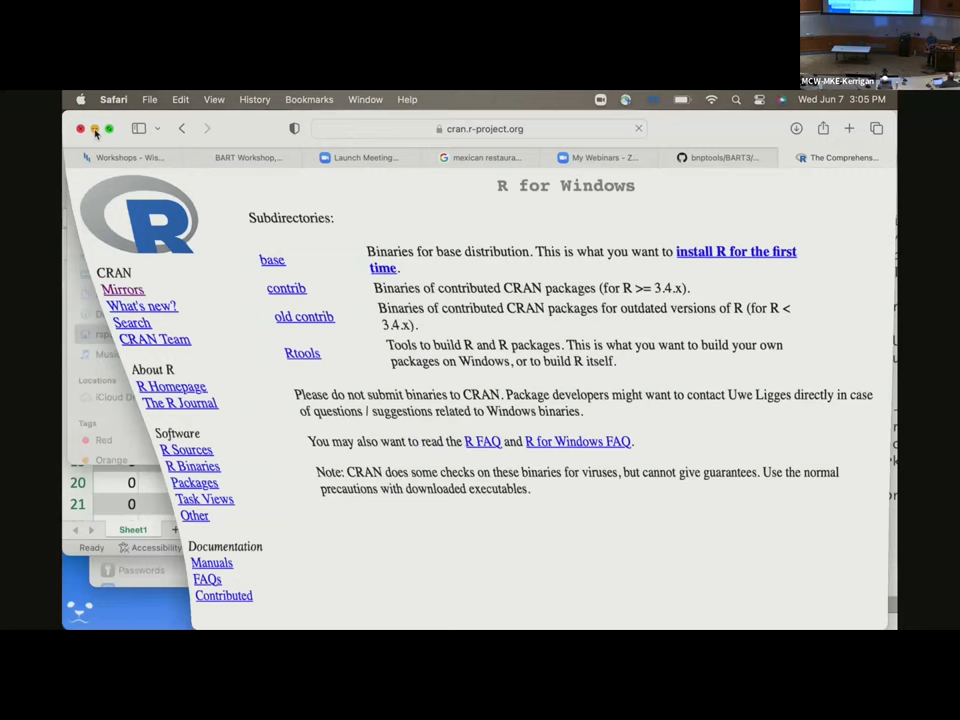 MCW-MKE-Kerrigan
Safari File Edit View History Bookmarks Window Help Wed Jun 7 3:05 PM
cran.r-project.org
Workshops - Wis... BART Workshop,... Launch Meeting... mexican restaura... My Webinars - Z... bnptools/BART3/... The Comprehens...
R for Windows
Subdirectories:
base Binaries for base distribution. This is what you want to install R for the first
time.
contrib Binaries of contributed CRAN packages (for R >= 3.4.x).
old contrib Binaries of contributed CRAN packages for outdated versions of R (for R <
3.4.x).
Rtools Tools to build R and R packages. This is what you want to build your own
packages on Windows, or to build R itself.
Please do not submit binaries to CRAN. Package developers might want to contact Uwe Ligges directly in case
of questions / suggestions related to Windows binaries.
You may also want to read the R FAQ and R for Windows FAQ.
Note: CRAN does some checks on these binaries for viruses, but cannot give guarantees. Use the normal
precautions with downloaded executables.
R
CRAN
Mirrors
What's new?
Search
CRAN Team
About R
R Homepage
The R Journal
Software
R Sources
R Binaries
Packages
Task Views
Other
Documentation
Manuals
FAQs
Contributed
Locations
Tags
Red
Orange
20 0
21 0
Sheet1 +
Ready Accessibility
Passwords